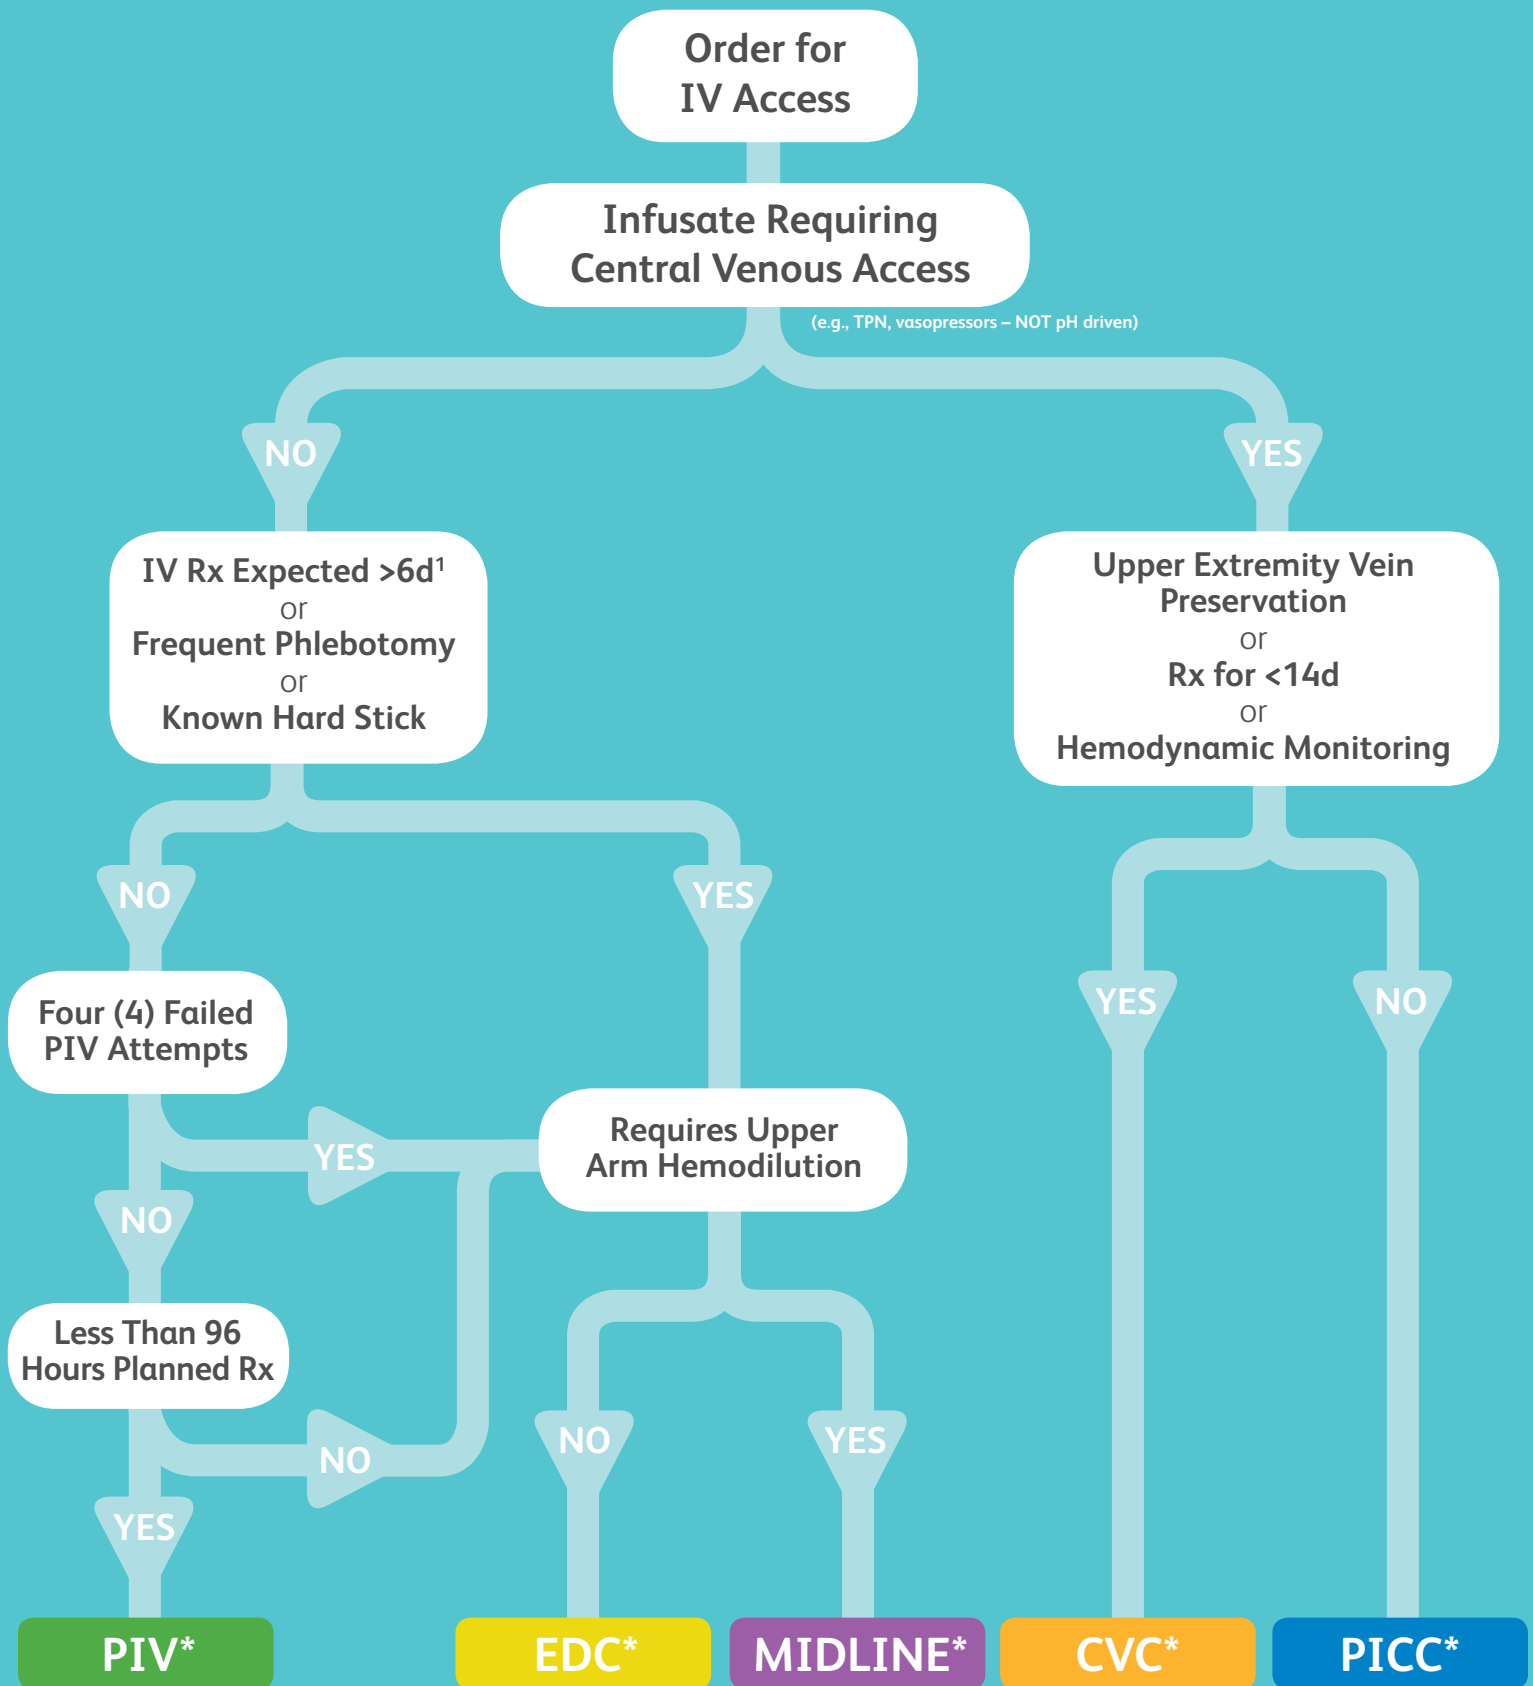 Order for
IV Access
Infusate Requiring
Central Venous Access
(e.g., TPN, vasopressors – NOT pH driven)
NO
YES
IV Rx Expected >6d¹
or
Frequent Phlebotomy
or
Known Hard Stick
Upper Extremity Vein
Preservation
or
Rx for <14d
or
Hemodynamic Monitoring
NO
YES
YES
NO
Four (4) Failed
PIV Attempts
YES
NO
Requires Upper
Arm Hemodilution
Less Than 96
Hours Planned Rx
NO
YES
NO
YES
PIV*
EDC*
MIDLINE*
CVC*
PICC*